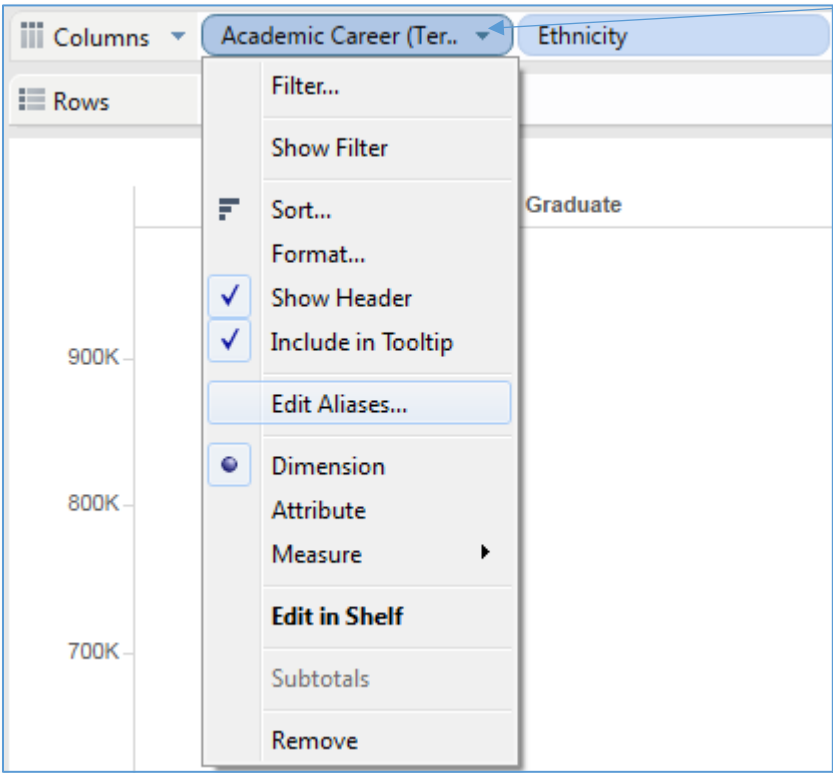 Columns Academic Career (Ter.. Ethnicity
Rows
Filter...
Show Filter
Sort...
Graduate
Format...
Show Header
Include in Tooltip
900K
Edit Aliases...
Dimension
800K
Attribute
Measure
Edit in Shelf
700K
Subtotals
Remove